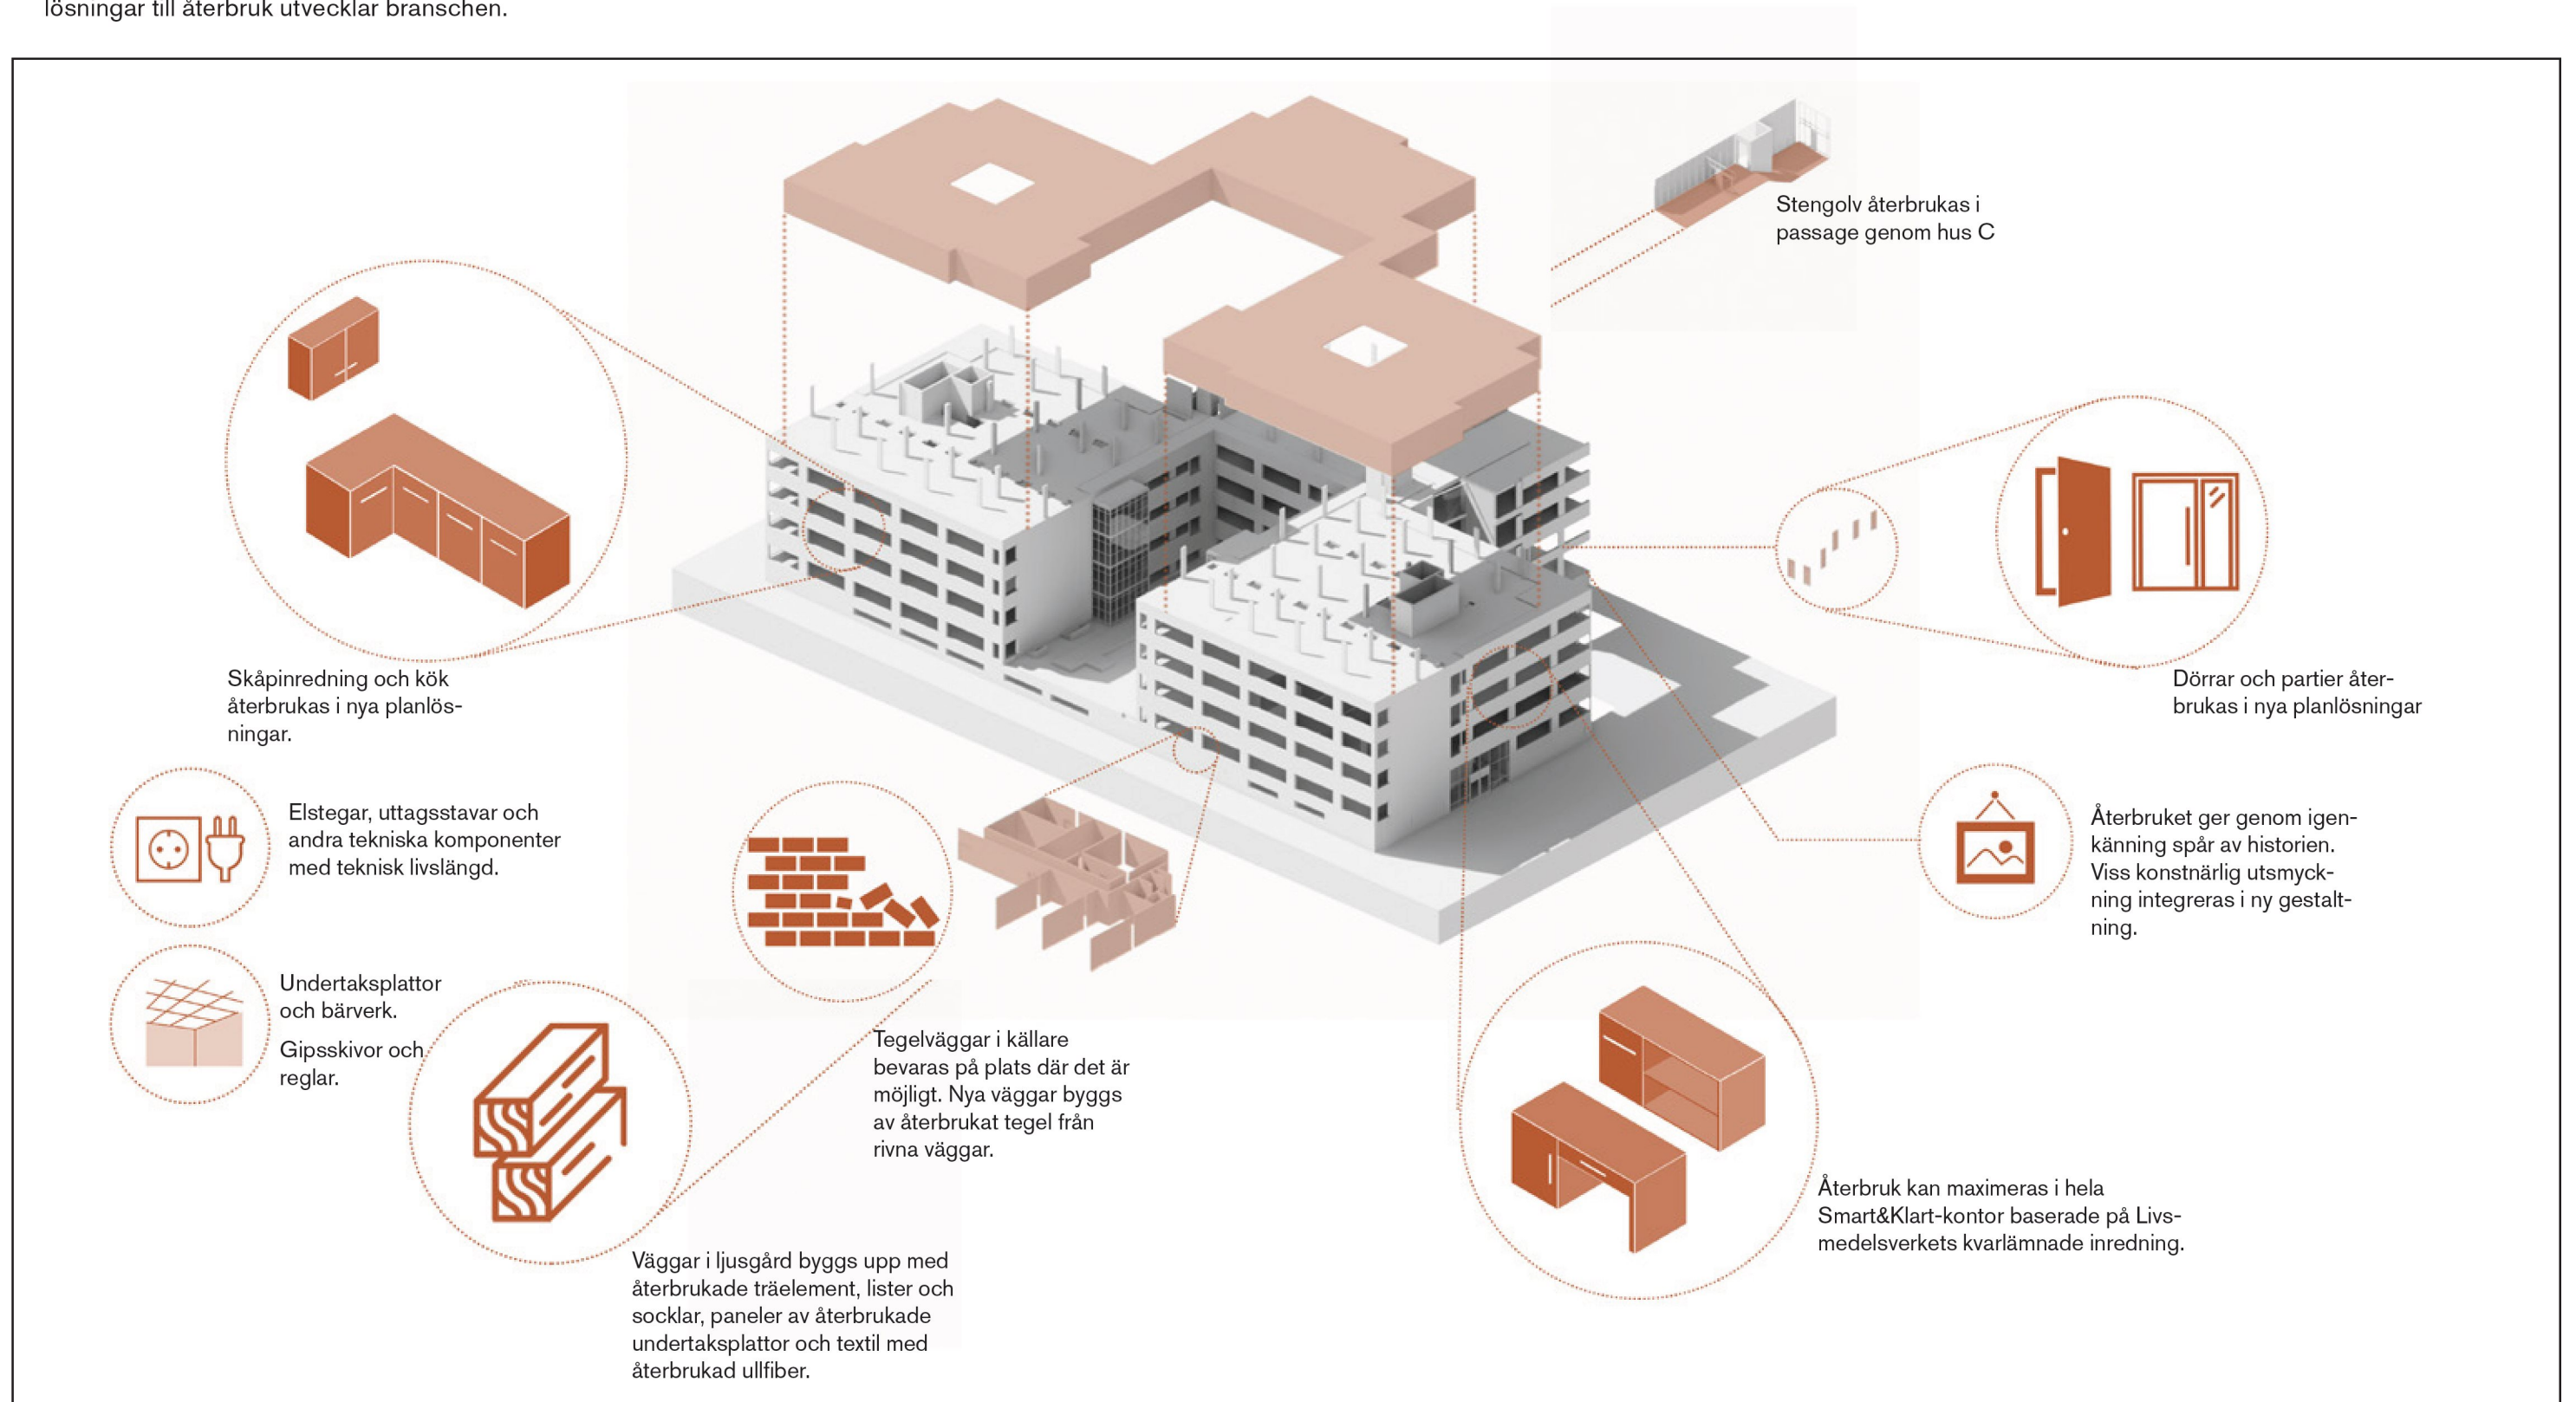 lösningar till återbruk utvecklar branschen.
Stengolv återbrukas i
passage genom hus C
Skåpinredning och kök
återbrukas i nya planlös-
ningar.
Dörrar och partier åter-
brukas i nya planlösningar
Elstegar, uttagsstavar och
andra tekniska komponenter
med teknisk livslängd.
Återbruket ger genom igen-
känning spår av historien.
Viss konstnärlig utsmyck-
ning integreras i ny gestalt-
ning.
Undertaksplattor
och bärverk.
Gipsskivor och
reglar.
Tegelväggar i källare
bevaras på plats där det är
möjligt. Nya väggar byggs
av återbrukat tegel från
rivna väggar.
Återbruk kan maximeras i hela
Smart&Klart-kontor baserade på Livs-
medelsverkets kvarlämnade inredning.
Väggar i ljusgård byggs upp med
återbrukade träelement, lister och
socklar, paneler av återbrukade
undertaksplattor och textil med
återbrukad ullfiber.